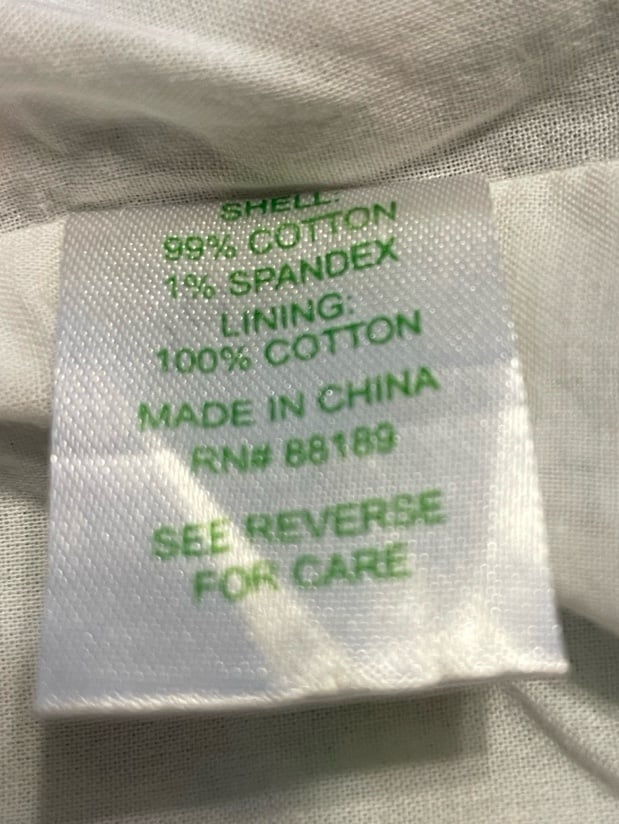 SHELL:
99% COTTON
1% SPANDEX
LINING:
100% COTTON
MADE IN CHINA
RN# 88189
SEE REVERSE
FOR CARE